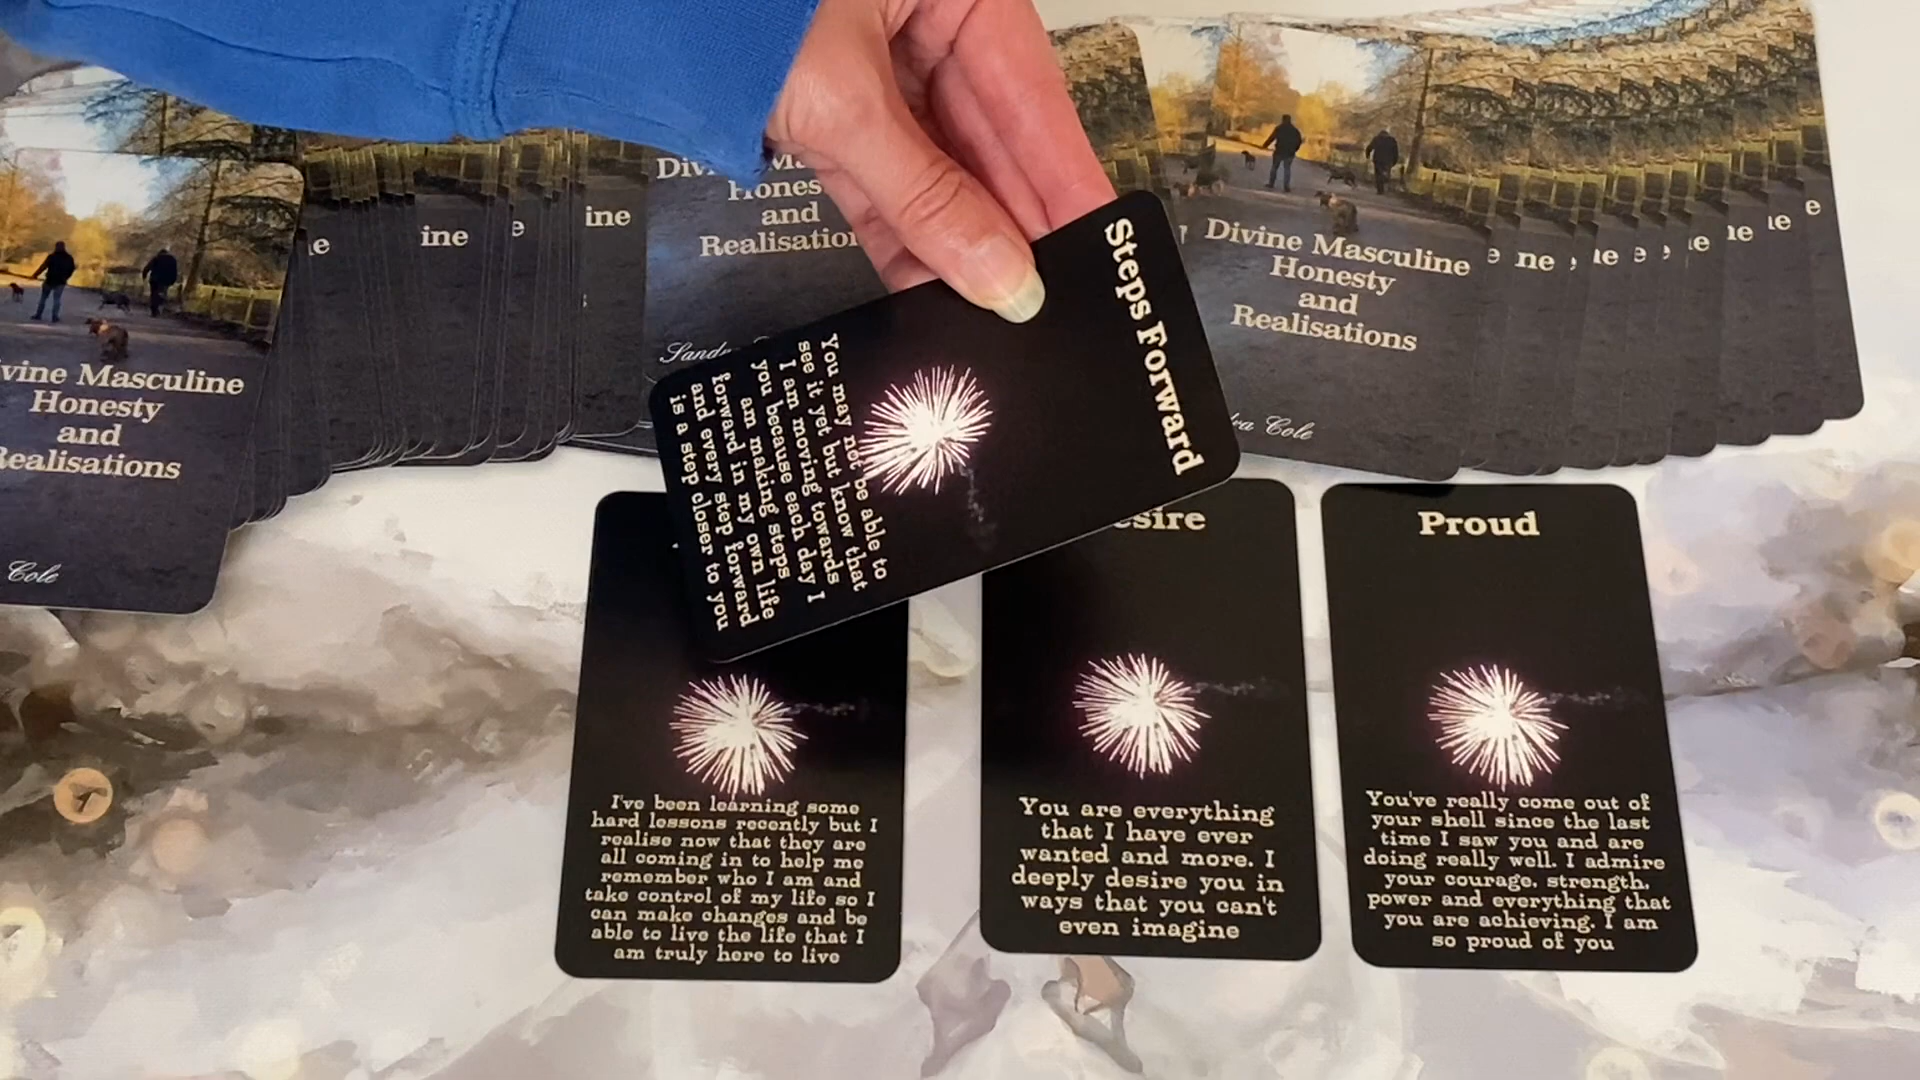 vine Masculine
Honesty
and
Realisations
Cole
ine
ine
Hones
and
Realisation
Divine Masculine
Honesty
and
Realisations
ra Cole
ne
ne
Steps Forward
You may not be able to
see it yet but know that
I am moving towards
you because each day I
am making steps
forward in my own life
and every step forward
is a step closer to you
I've been learning some
hard lessons recently but I
realise now that they are
all coming in to help me
remember who I am and
take control of my life so I
can make changes and be
able to live the life that I
am truly here to live
esire
You are everything
that I have ever
wanted and more. I
deeply desire you in
ways that you can't
even imagine
Proud
You've really come out of
your shell since the last
time I saw you and are
doing really well. I admire
your courage, strength,
power and everything that
you are achieving. I am
so proud of you